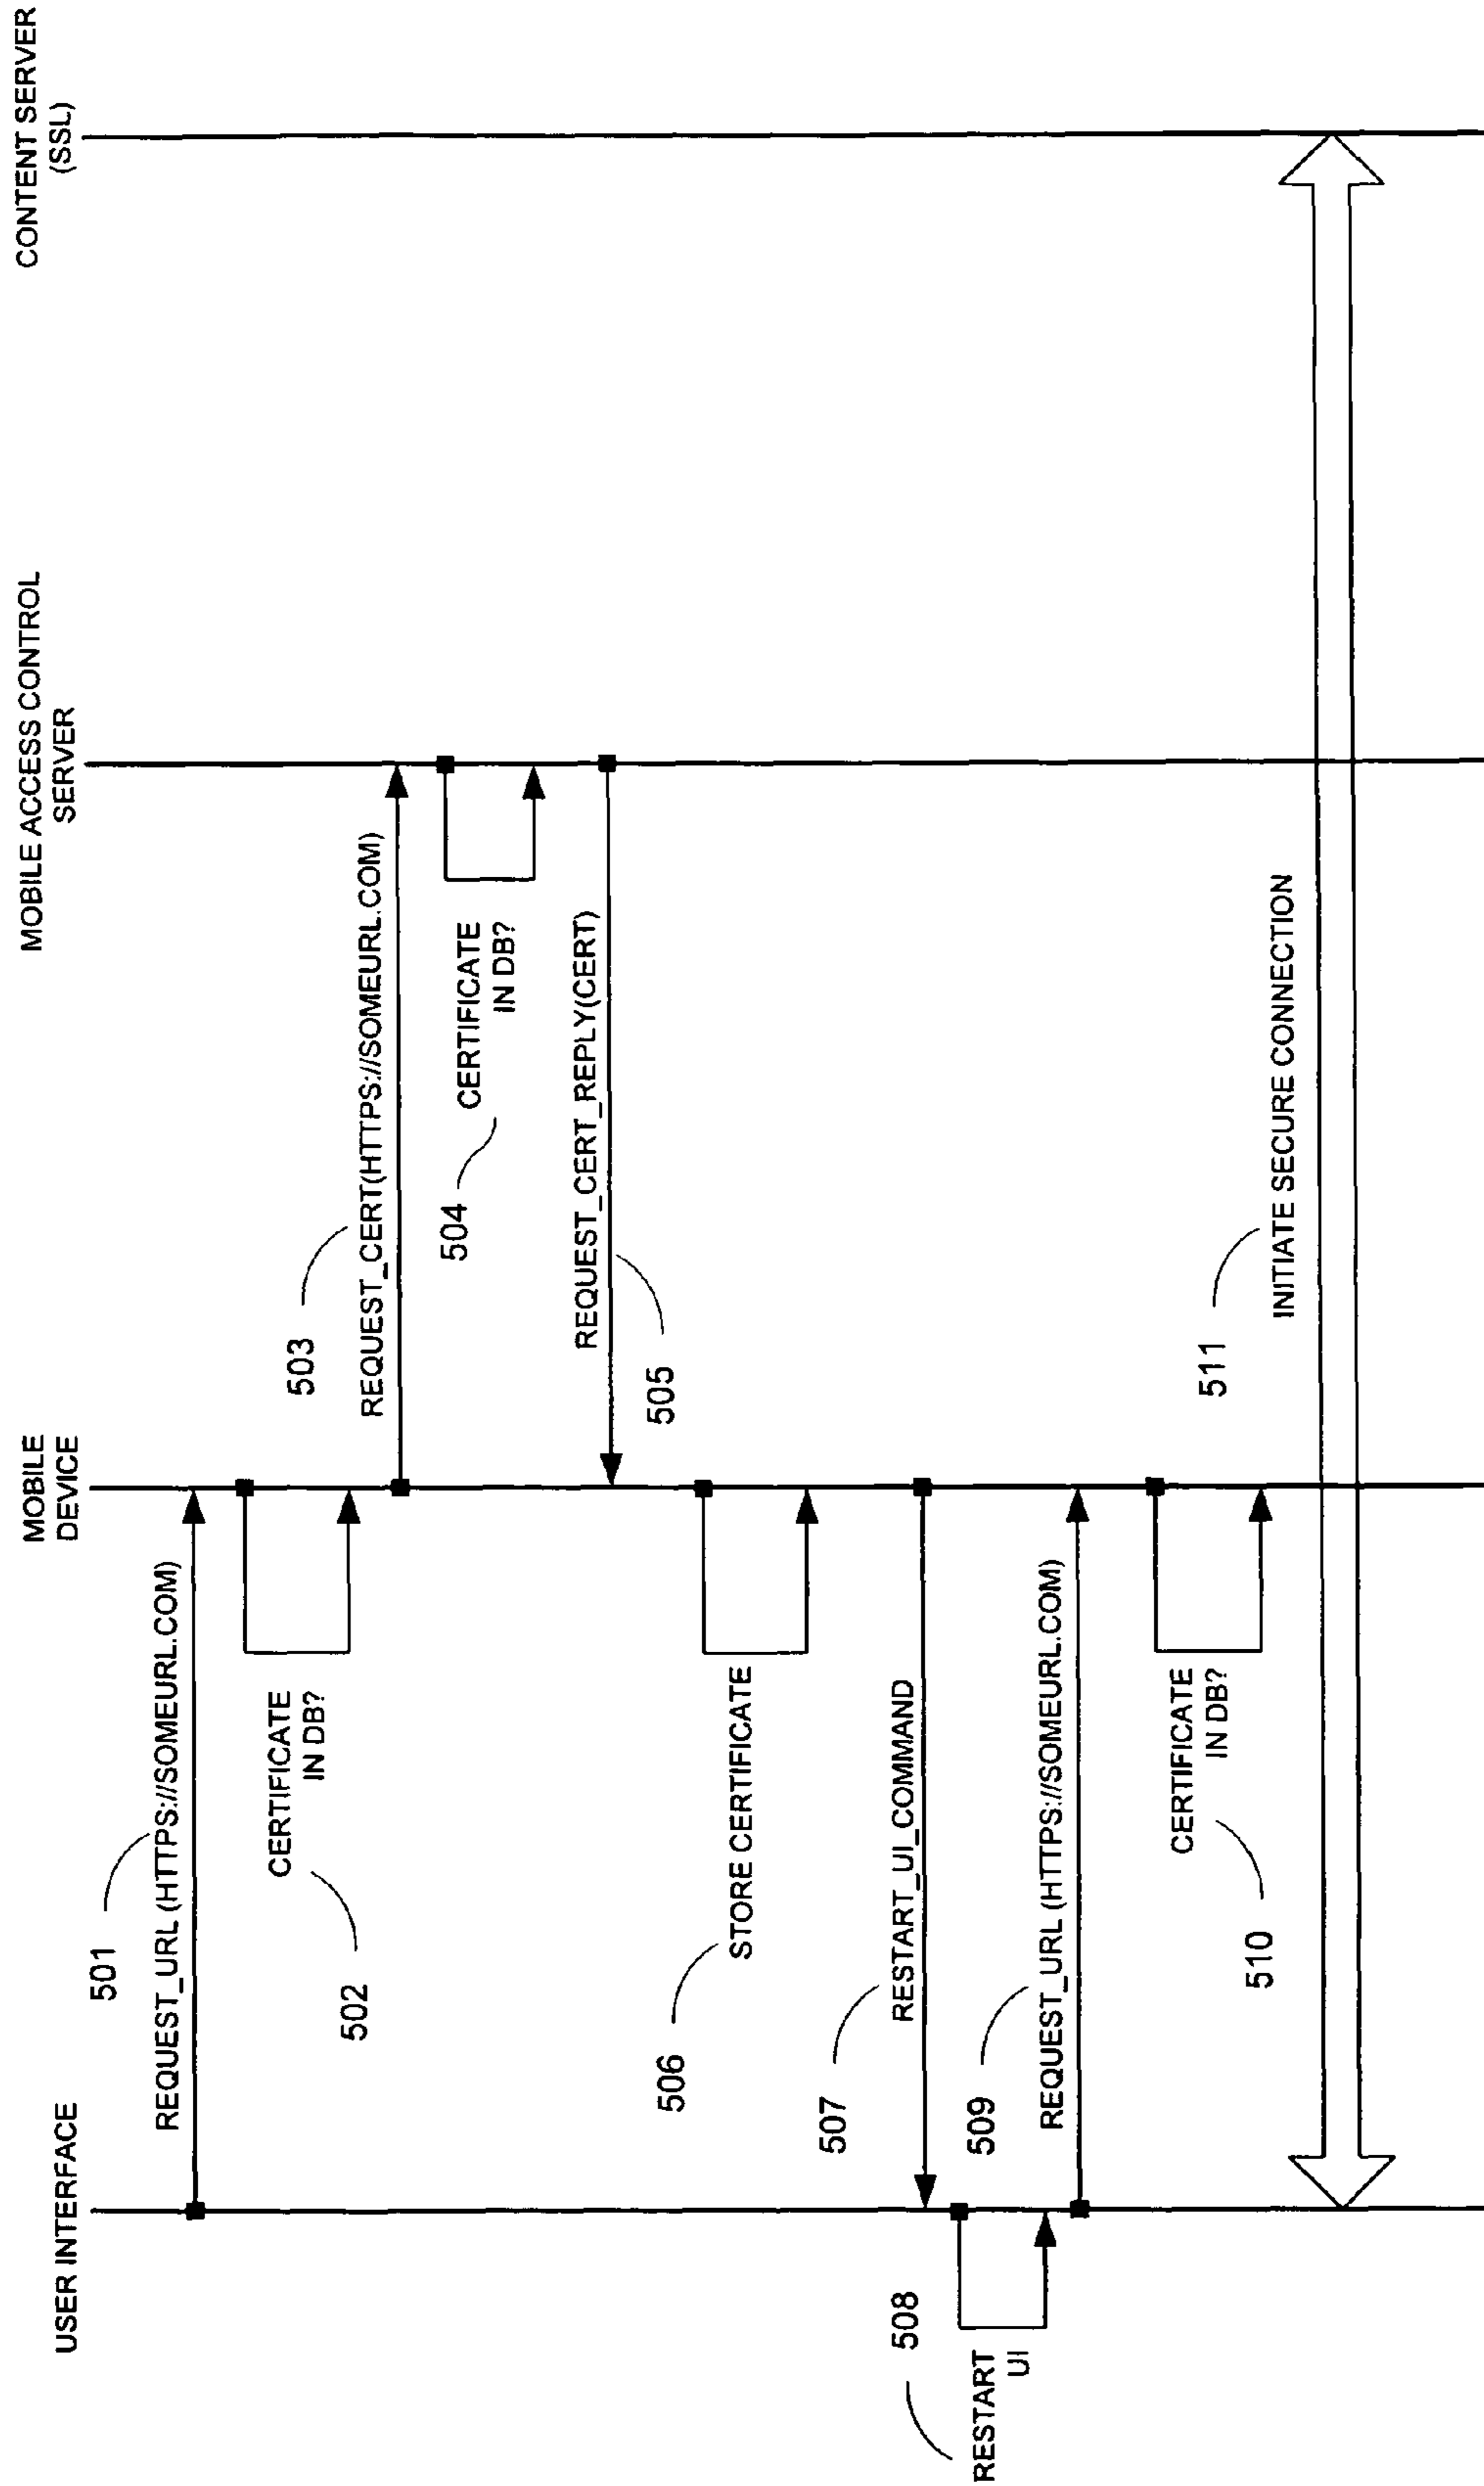 USER INTERFACE
MOBILE
DEVICE
MOBILE ACCESS CONTROL
SERVER
CONTENT SERVER
(SSL)
501
REQUEST_URL (HTTPS://SOMEURL.COM)
502
CERTIFICATE
IN DB?
503
REQUEST_CERT(HTTPS://SOMEURL.COM)
504
CERTIFICATE
IN DB?
REQUEST_CERT_REPLY(CERT)
505
506
STORE CERTIFICATE
507
RESTART_UI_COMMAND
508
RESTART
UI
509
REQUEST_URL (HTTPS://SOMEURL.COM)
510
CERTIFICATE
IN DB?
511
INITIATE SECURE CONNECTION